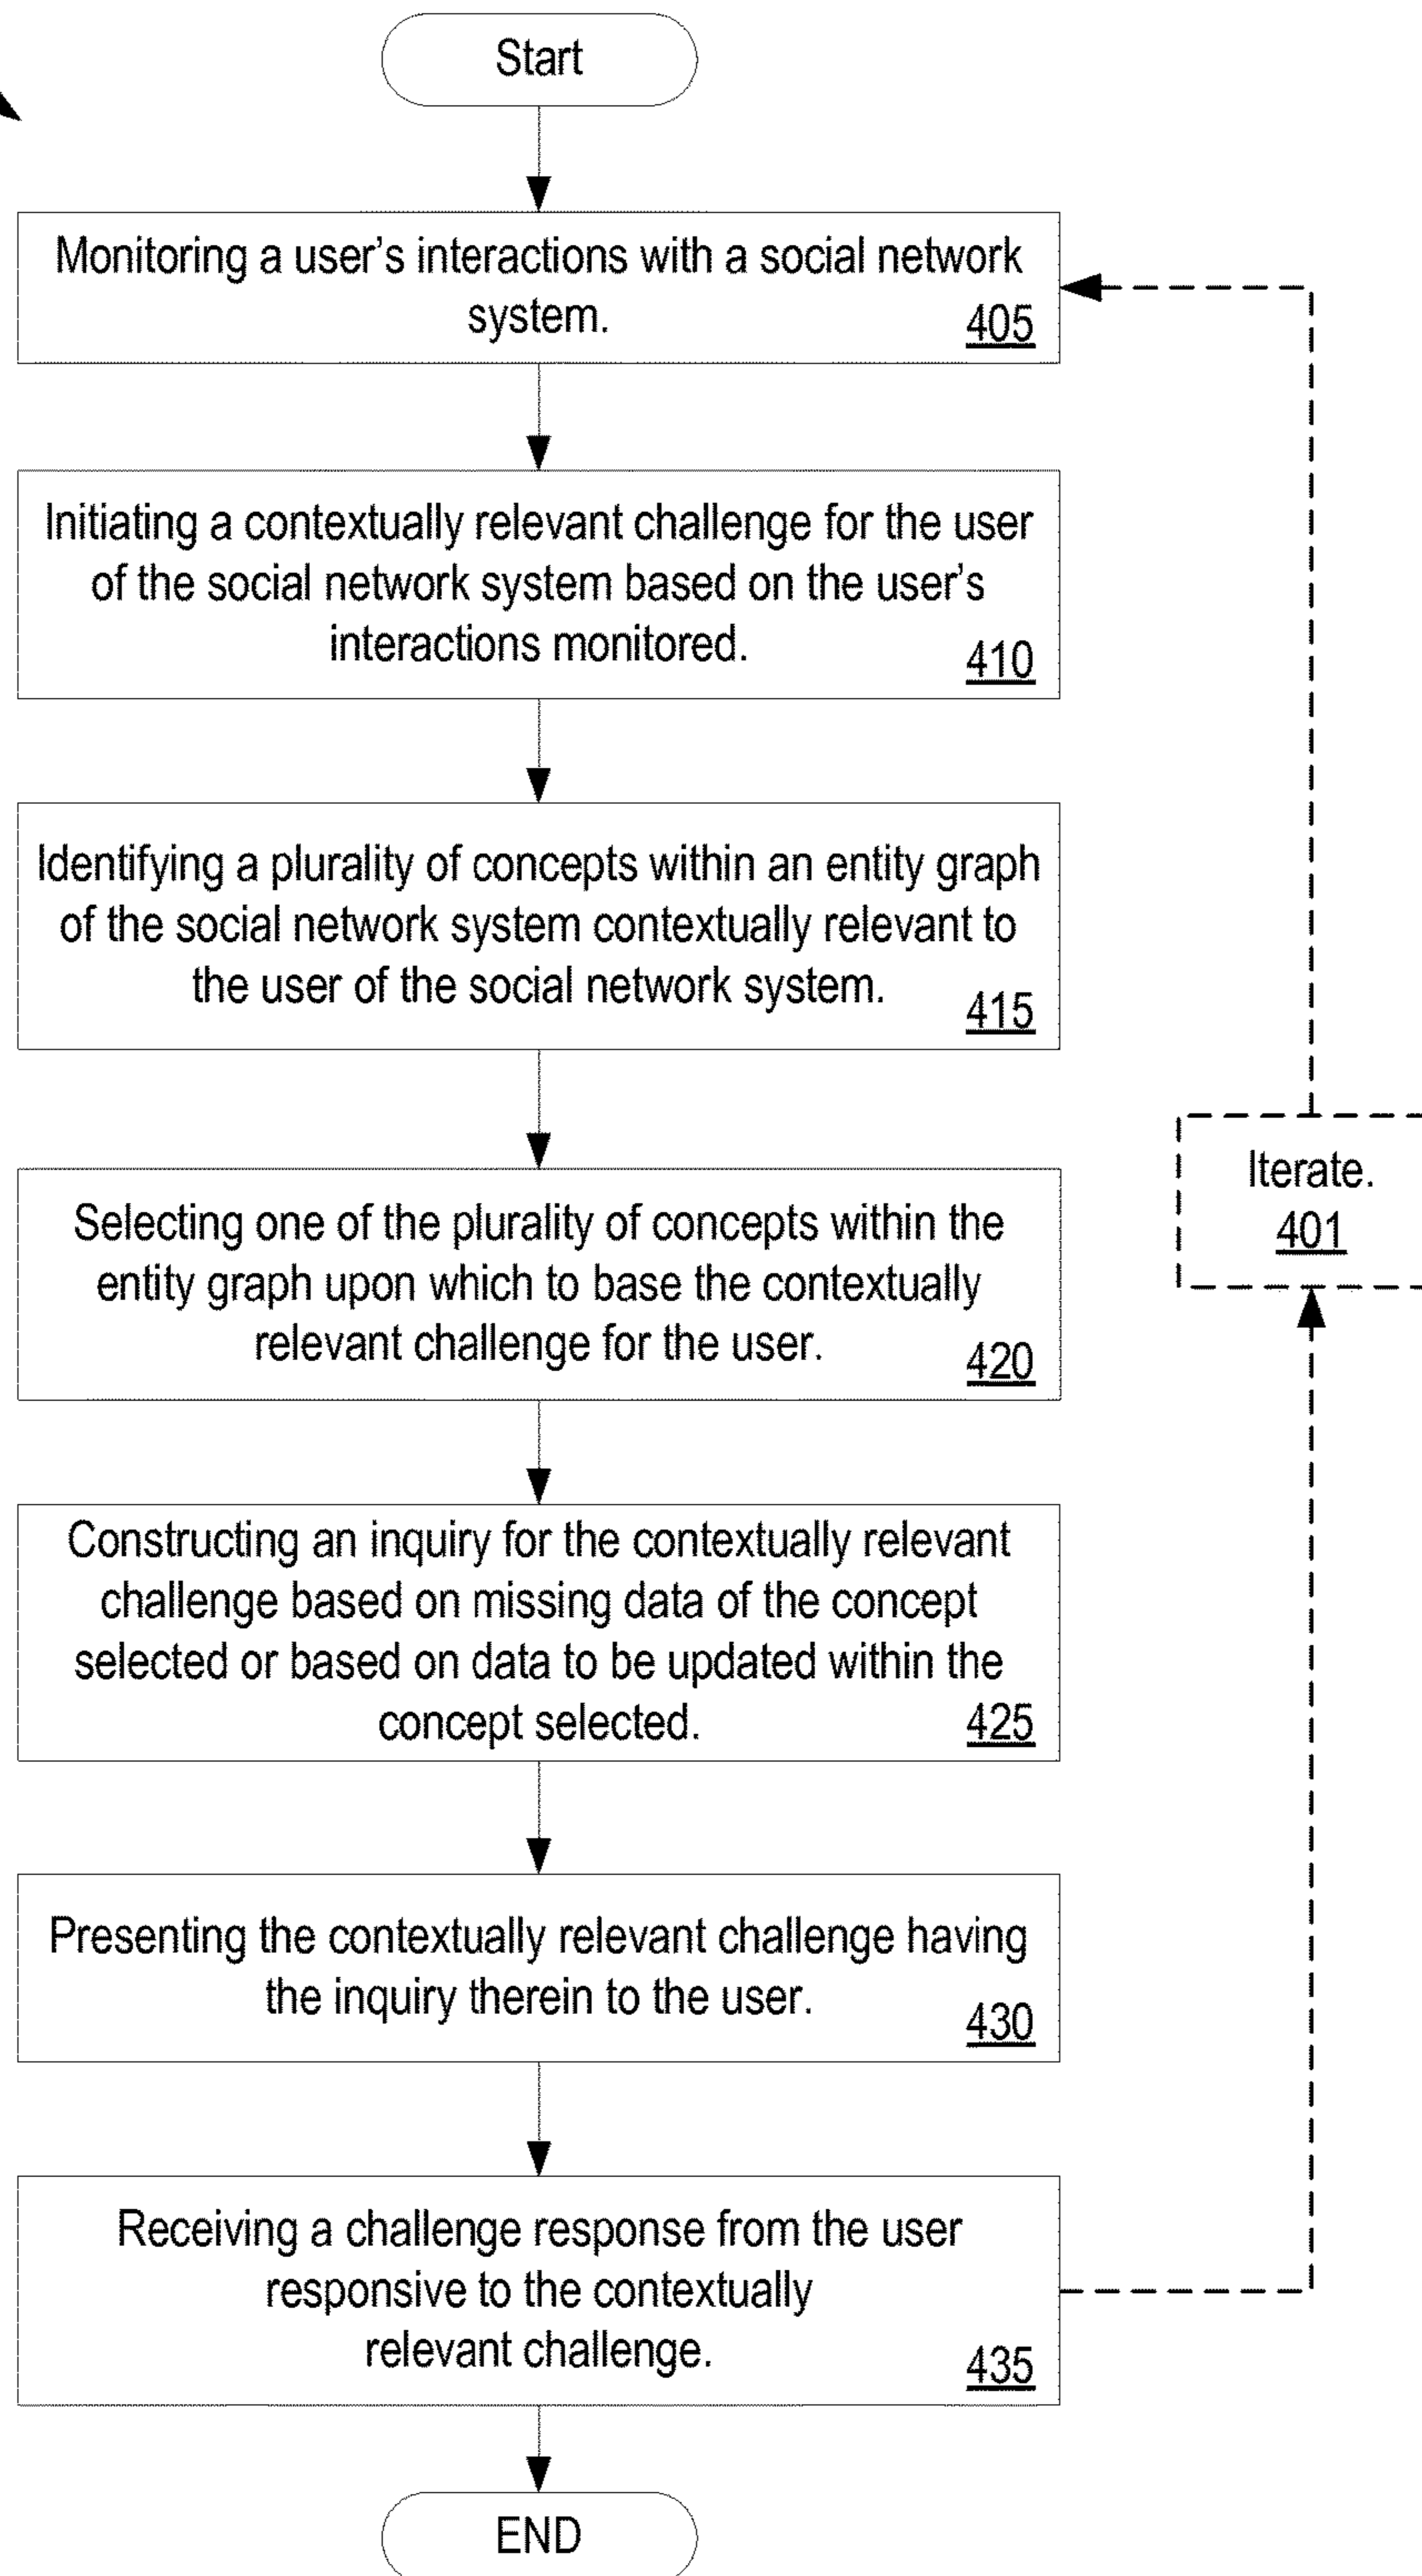 Start
Monitoring a user’s interactions with a social network
system.
405
Initiating a contextually relevant challenge for the user
of the social network system based on the user’s
interactions monitored.
410
Identifying a plurality of concepts within an entity graph
of the social network system contextually relevant to
the user of the social network system.
415
Selecting one of the plurality of concepts within the
entity graph upon which to base the contextually
relevant challenge for the user.
420
Iterate.
401
Constructing an inquiry for the contextually relevant
challenge based on missing data of the concept
selected or based on data to be updated within the
concept selected.
425
Presenting the contextually relevant challenge having
the inquiry therein to the user.
430
Receiving a challenge response from the user
responsive to the contextually
relevant challenge.
435
END